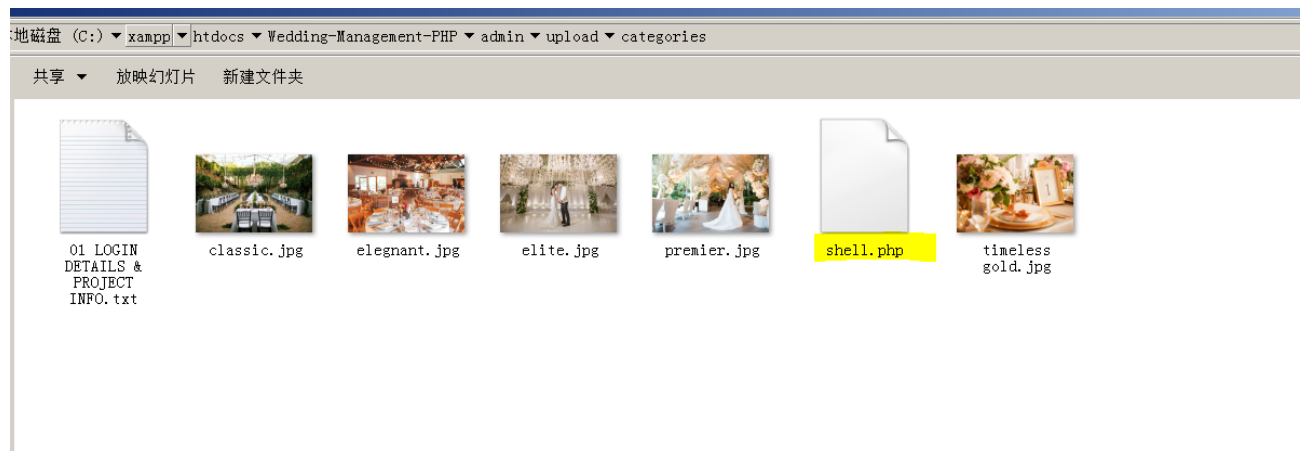 本地磁盘 (C:) ▼ xampp ▼ htdocs ▼ Wedding-Management-PHP ▼ admin ▼ upload ▼ categories
共享 ▼ 放映幻灯片 新建文件夹
01 LOGIN
DETAILS &
PROJECT
INFO.txt
classic.jpg
elegnant.jpg
elite.jpg
premier.jpg
shell.php
timeless
gold.jpg